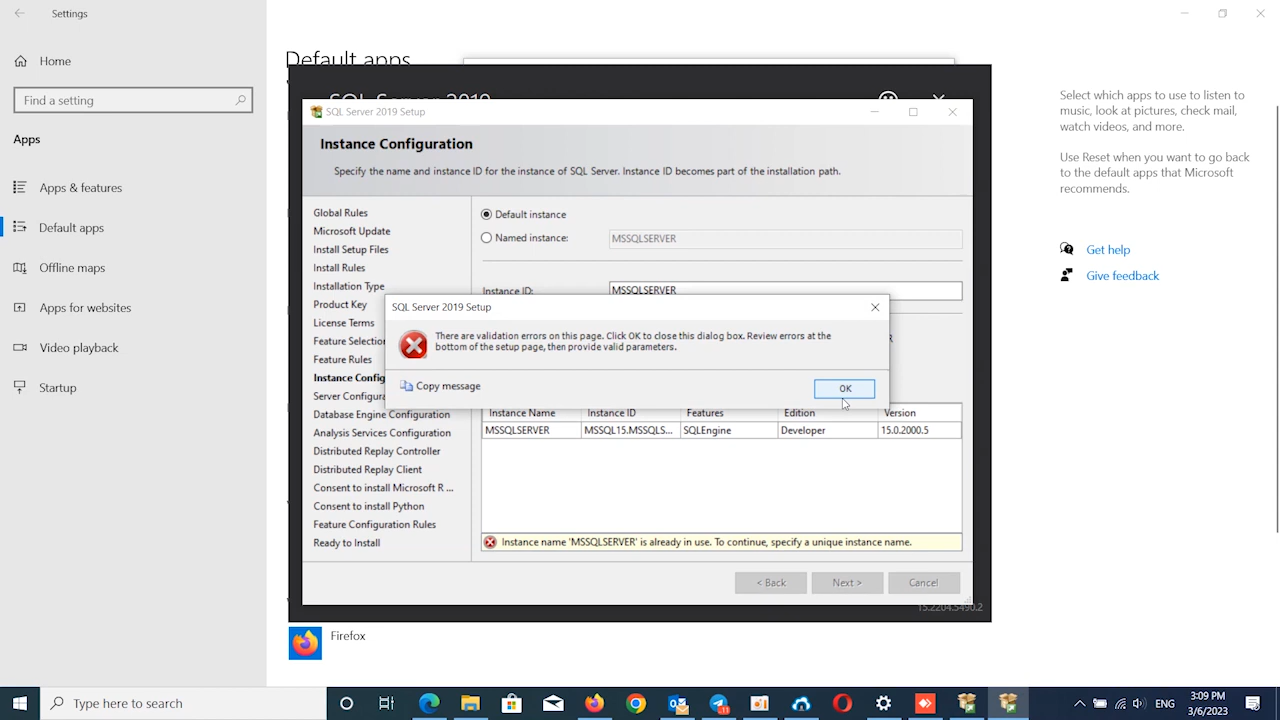 Settings
Home
Find a setting
Apps
Apps & features
Default apps
Offline maps
Apps for websites
Video playback
Startup
Default apps
Select which apps to use to listen to
music, look at pictures, check mail,
watch videos, and more.
Use Reset when you want to go back
to the default apps that Microsoft
recommends.
Get help
Give feedback
SQL Server 2019
SQL Server 2019 Setup
Instance Configuration
Specify the name and instance ID for the instance of SQL Server. Instance ID becomes part of the installation path.
Global Rules
Microsoft Update
Install Setup Files
Install Rules
Installation Type
Product Key
License Terms
Feature Selection
Feature Rules
Instance Config
Server Configura
Database Engine Configuration
Analysis Services Configuration
Distributed Replay Controller
Distributed Replay Client
Consent to install Microsoft R ...
Consent to install Python
Feature Configuration Rules
Ready to Install
Default instance
Named instance: MSSQLSERVER
Instance ID: MSSQLSERVER
SQL Server 2019 Setup
There are validation errors on this page. Click OK to close this dialog box. Review errors at the
bottom of the setup page, then provide valid parameters.
Copy message
OK
Instance Name Instance ID Features Edition Version
MSSQLSERVER MSSQL15.MSSQLS... SQLEngine Developer 15.0.2000.5
Instance name 'MSSQLSERVER' is already in use. To continue, specify a unique instance name.
< Back Next > Cancel
15.2204.5490.2
Firefox
Type here to search
ENG
3:09 PM
3/6/2023